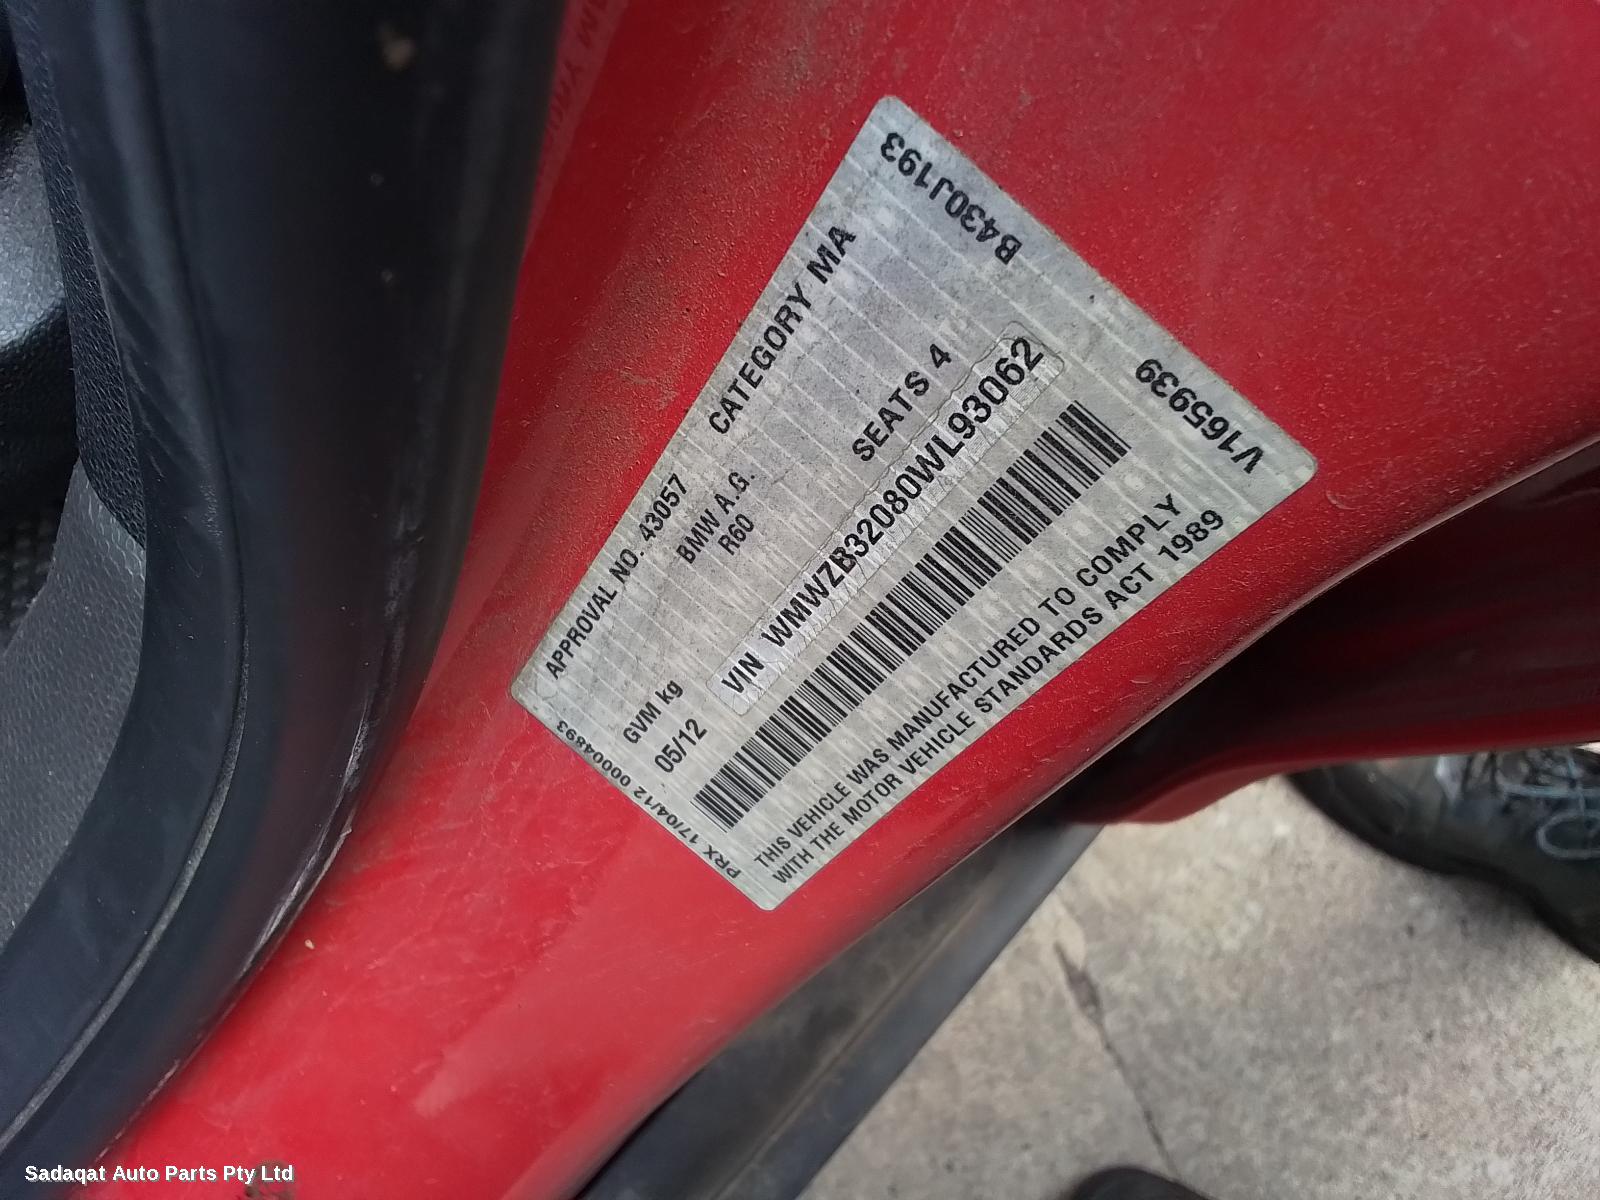 APPROVAL NO. 43057 CATEGORY MA
BMW A.G.
R60
GVM kg SEATS 4
05/12
VIN WMWZB32080WL93062
THIS VEHICLE WAS MANUFACTURED TO COMPLY
WITH THE MOTOR VEHICLE STANDARDS ACT 1989
B430J193
V165939
PRX 17/04/12 000004893
Sadaqat Auto Parts Pty Ltd